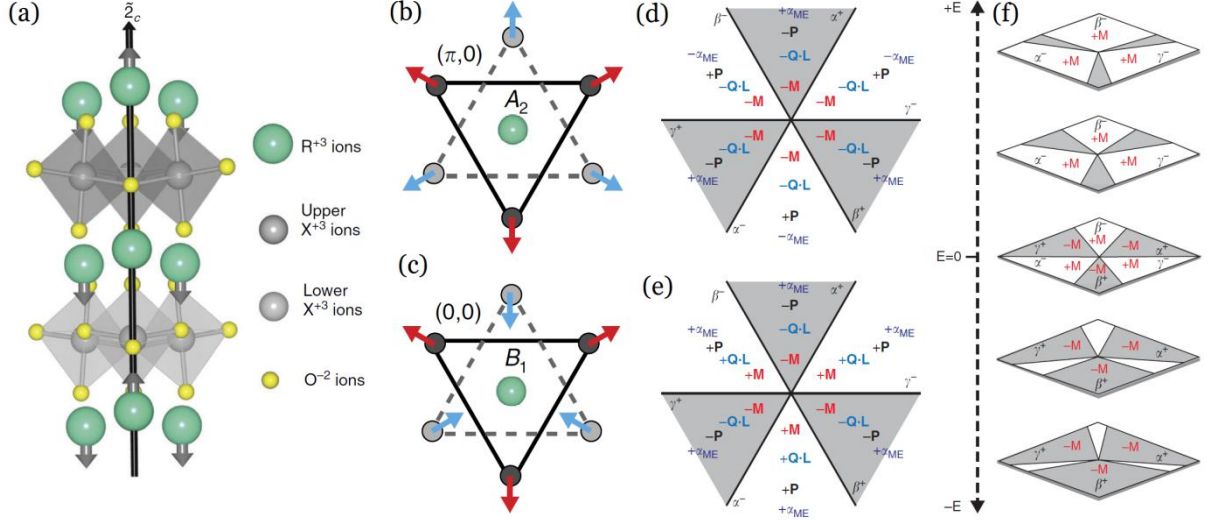 (a)
2̃c
R+3 ions
Upper
X+3 ions
Lower
X+3 ions
O−2 ions
(b)
(π,0)
A2
(c)
(0,0)
B1
(d)
β− +αME α+
−P
−αME −Q·L −αME
+P +P
−Q·L −M −Q·L
−M −M
γ−
γ+
−M −M
−Q·L −M −Q·L
−P −Q·L −P
+αME +αME
+P
α− −αME β+
(e)
β− +αME α+
−P
+αME −Q·L +αME
+P +P
+Q·L −M +Q·L
+M +M
γ−
γ+
−M −M
−Q·L +M −Q·L
−P +Q·L −P
+αME +αME
+P
α− +αME β+
+E
E=0
−E
(f)
β−
+M
α− +M +M γ−
β−
+M
α− +M +M γ−
β−
γ+ −M +M −M α+
α− +M −M +M γ−
β+
γ+ −M −M α+
−M
β+
γ+ −M −M α+
−M
β+